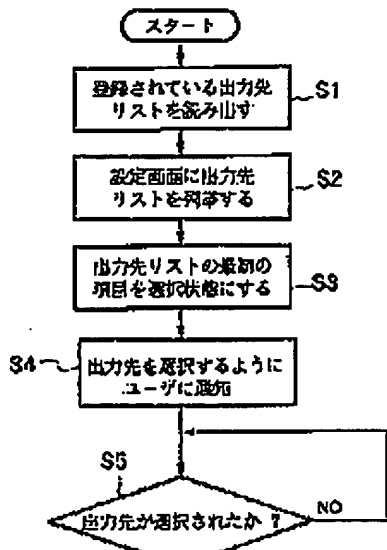 スタート
登録されている出力先
リストを読み出す
S1
設定画面に出力先
リストを列挙する
S2
出力先リストの最初の
項目を選択状態にする
S3
S4
出力先を選択するように
ユーザに通知
S5
出力先が選択されたか?
NO